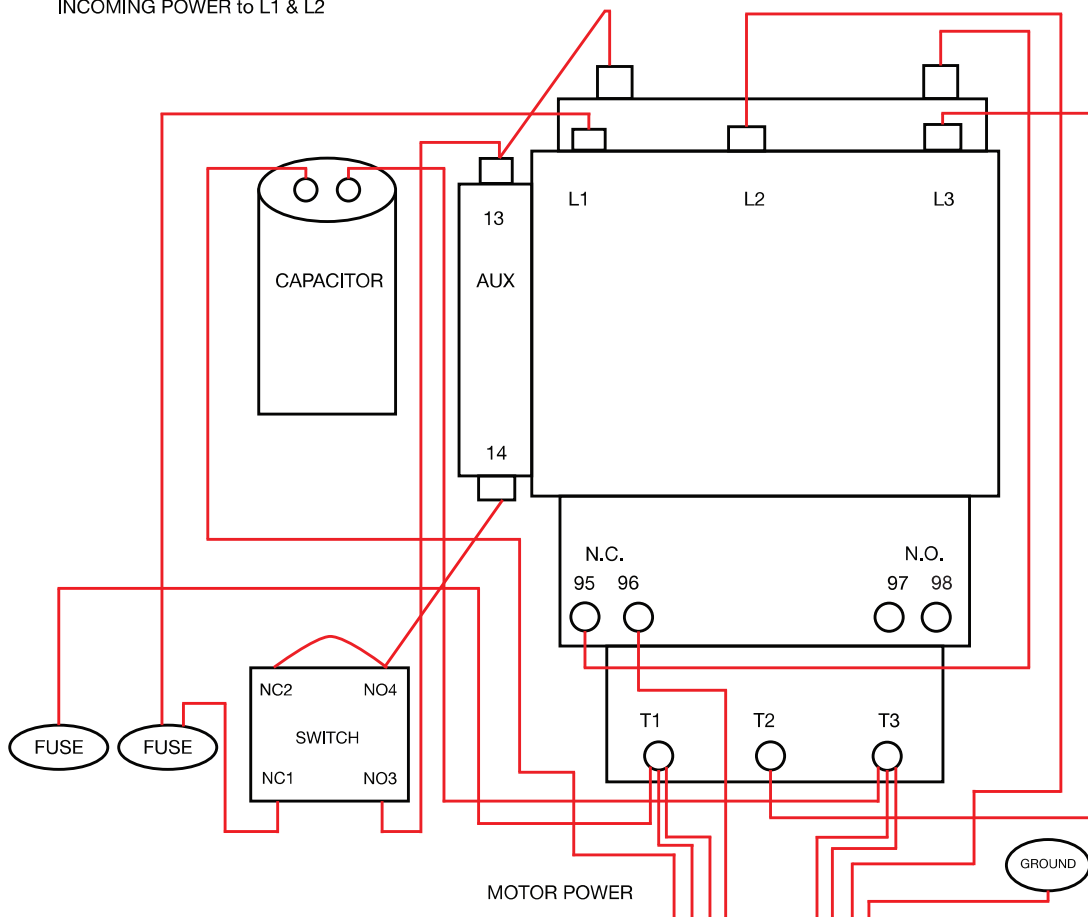 INCOMING POWER to L1 & L2
L1 L2 L3
13
CAPACITOR AUX
14
N.C. N.O.
95 96 97 98
NC2 NO4
T1 T2 T3
FUSE FUSE SWITCH
NC1 NO3
GROUND
MOTOR POWER